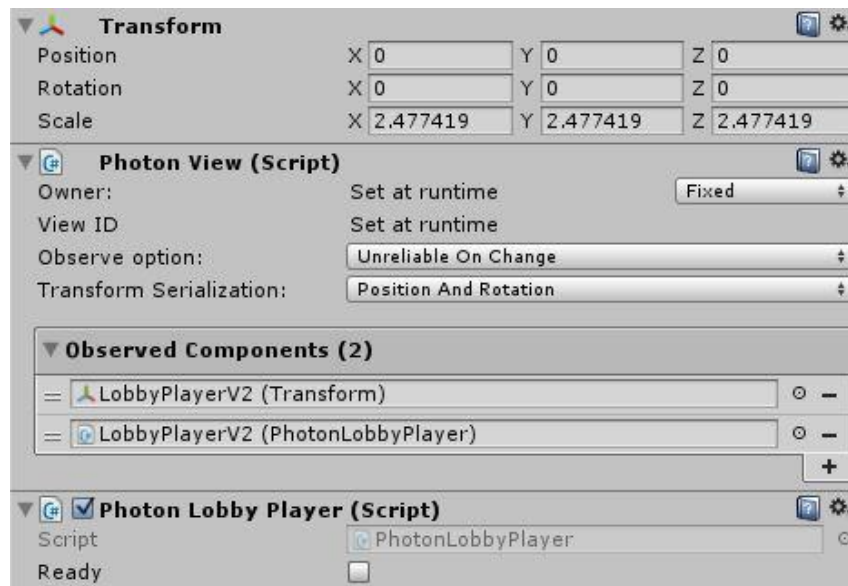 Transform
Position X 0 Y 0 Z 0
Rotation X 0 Y 0 Z 0
Scale X 2.477419 Y 2.477419 Z 2.477419
Photon View (Script)
Owner: Set at runtime Fixed
View ID Set at runtime
Observe option: Unreliable On Change
Transform Serialization: Position And Rotation
Observed Components (2)
LobbyPlayerV2 (Transform)
LobbyPlayerV2 (PhotonLobbyPlayer)
Photon Lobby Player (Script)
Script PhotonLobbyPlayer
Ready